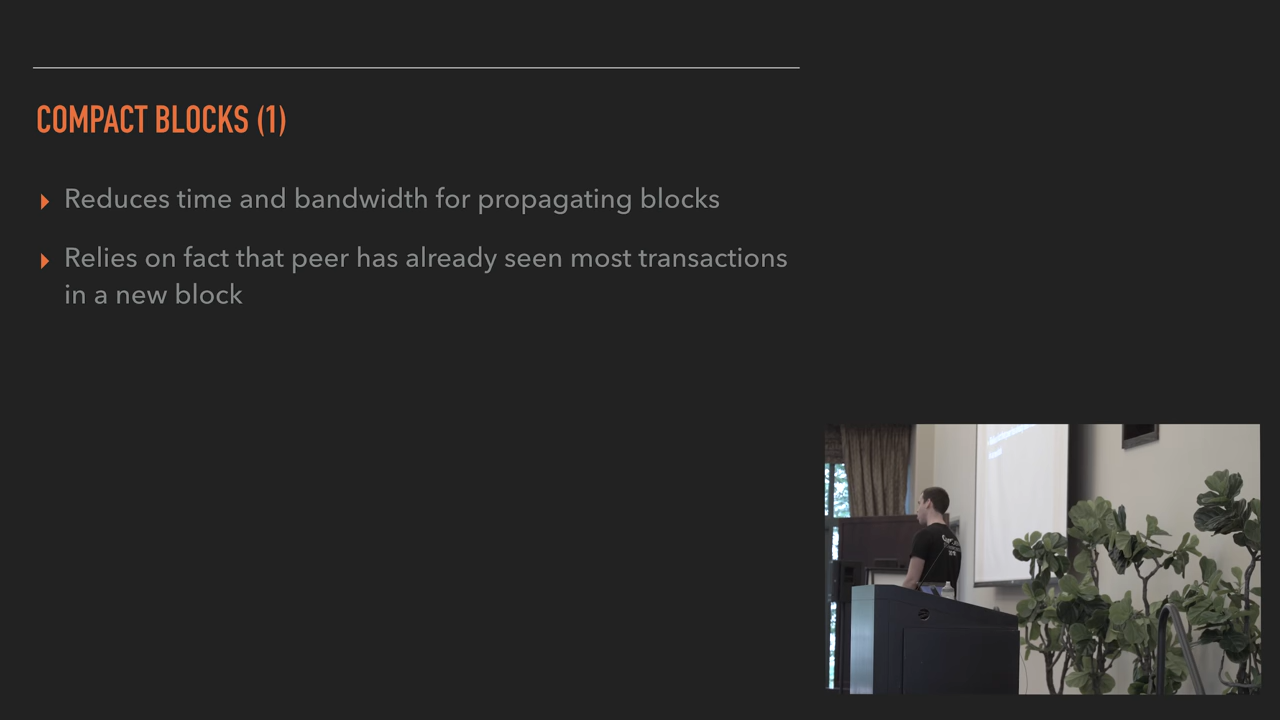 COMPACT BLOCKS (1)
Reduces time and bandwidth for propagating blocks
Relies on fact that peer has already seen most transactions
in a new block